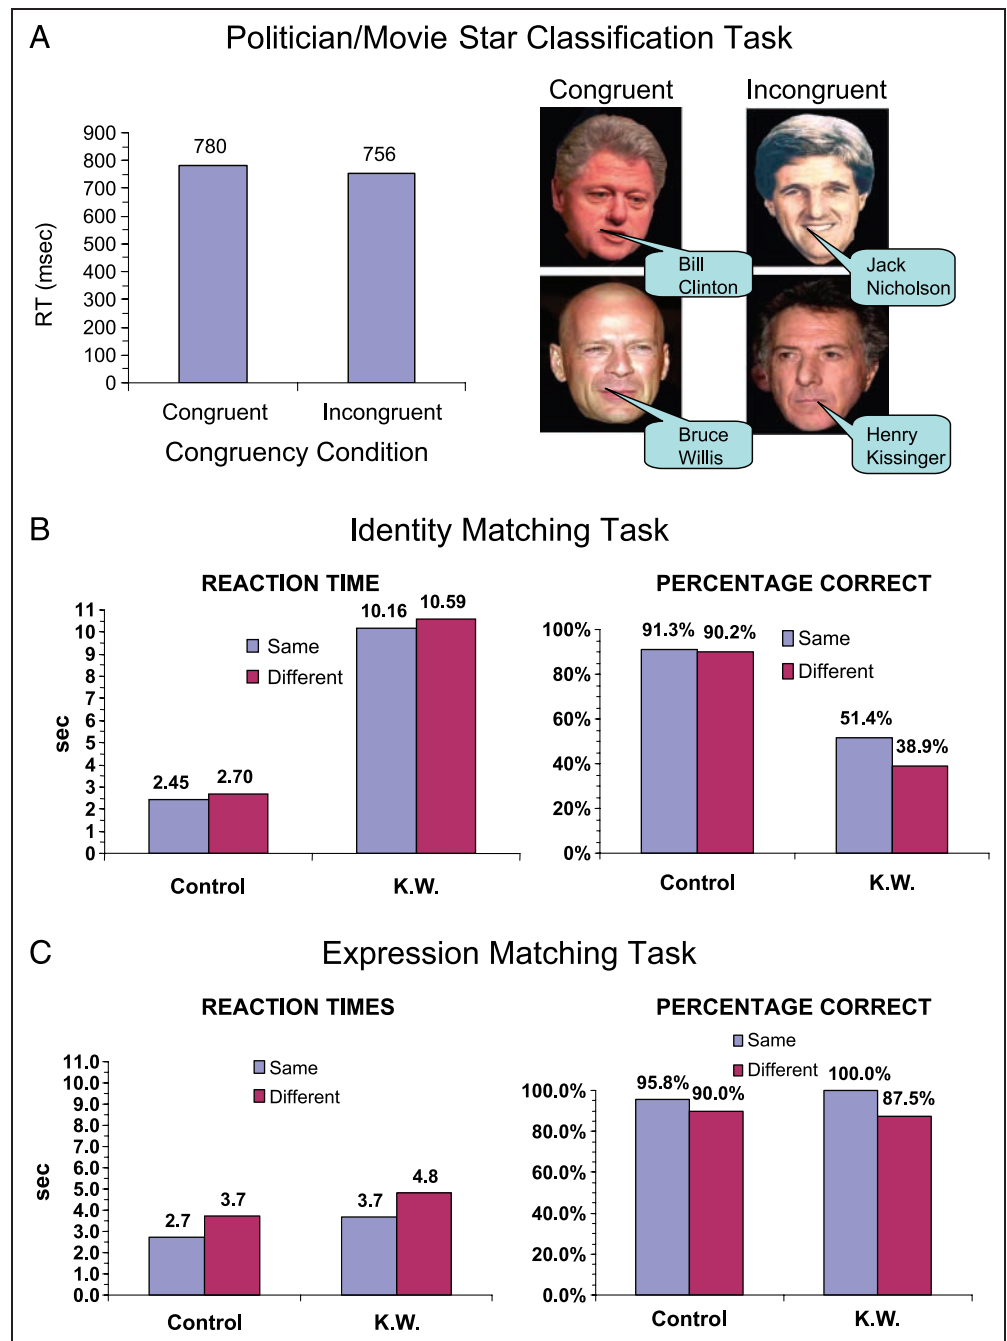 A
Politician/Movie Star Classification Task
Congruent
Incongruent
RT (msec)
900
800
700
600
500
400
300
200
100
0
780
756
Congruent
Incongruent
Congruency Condition
Bill
Clinton
Jack
Nicholson
Bruce
Willis
Henry
Kissinger
B
Identity Matching Task
REACTION TIME
sec
11
10
9
8
7
6
5
4
3
2
1
0
Same
Different
2.45
2.70
10.16
10.59
Control
K.W.
PERCENTAGE CORRECT
100%
80%
60%
40%
20%
0%
91.3%
90.2%
Same
Different
51.4%
38.9%
Control
K.W.
C
Expression Matching Task
REACTION TIMES
sec
11.0
10.0
9.0
8.0
7.0
6.0
5.0
4.0
3.0
2.0
1.0
0.0
Same
Different
2.7
3.7
3.7
4.8
Control
K.W.
PERCENTAGE CORRECT
Same
Different
100.0%
80.0%
60.0%
40.0%
20.0%
0.0%
95.8%
90.0%
100.0%
87.5%
Control
K.W.